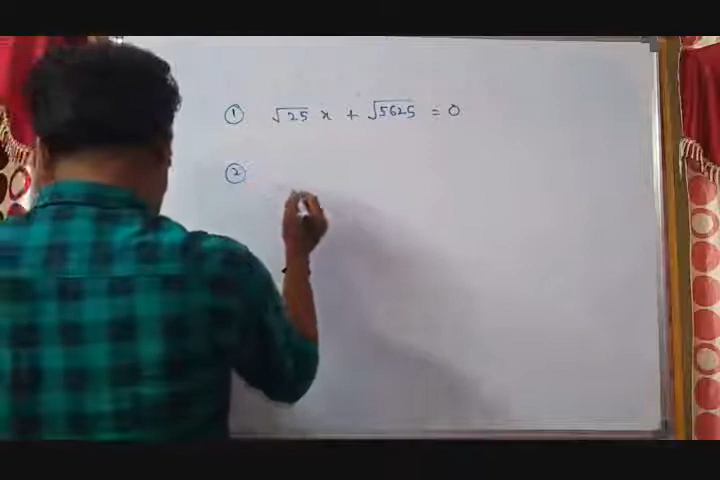 ① √25 x + √5625 = 0
②